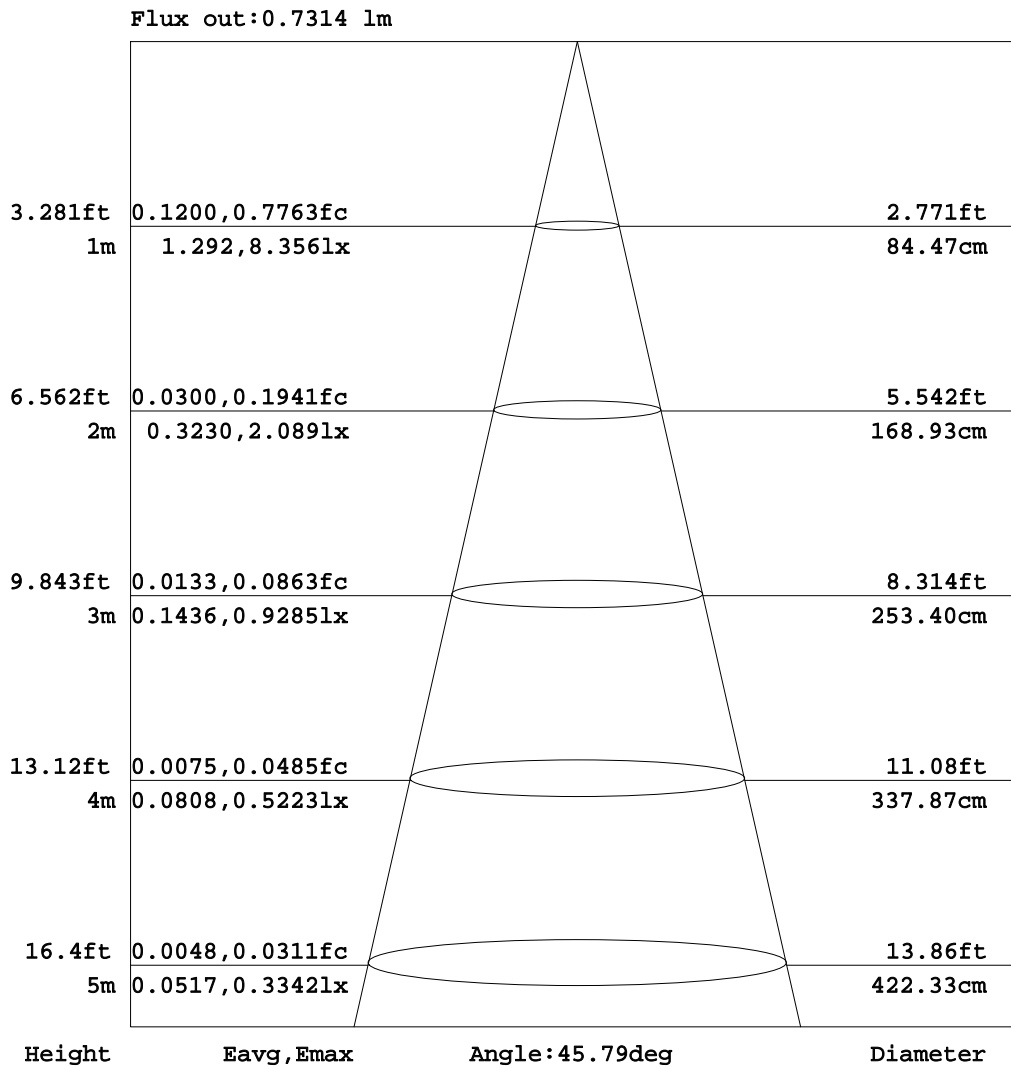 Flux out:0.7314 lm
3.281ft 0.1200,0.7763fc 2.771ft
1m 1.292,8.356lx 84.47cm
6.562ft 0.0300,0.1941fc 5.542ft
2m 0.3230,2.089lx 168.93cm
9.843ft 0.0133,0.0863fc 8.314ft
3m 0.1436,0.9285lx 253.40cm
13.12ft 0.0075,0.0485fc 11.08ft
4m 0.0808,0.5223lx 337.87cm
16.4ft 0.0048,0.0311fc 13.86ft
5m 0.0517,0.3342lx 422.33cm
Height Eavg,Emax Angle:45.79deg Diameter